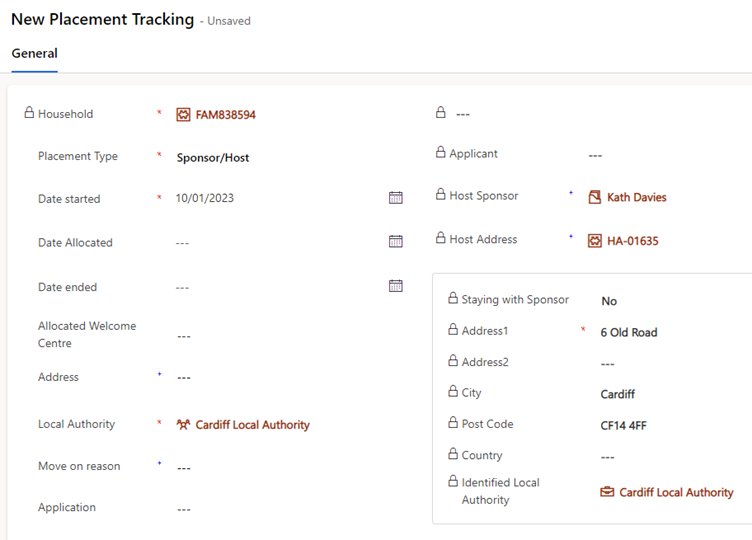 New Placement Tracking - Unsaved
General
Household * FAM838594
Placement Type * Sponsor/Host
Date started * 10/01/2023
Date Allocated ---
Date ended ---
Allocated Welcome
Centre ---
Address + ---
Local Authority * Cardiff Local Authority
Move on reason + ---
Application ---
---
Applicant ---
Host Sponsor + Kath Davies
Host Address + HA-01635
Staying with Sponsor No
Address1 * 6 Old Road
Address2 ---
City Cardiff
Post Code CF14 4FF
Country ---
Identified Local
Authority Cardiff Local Authority